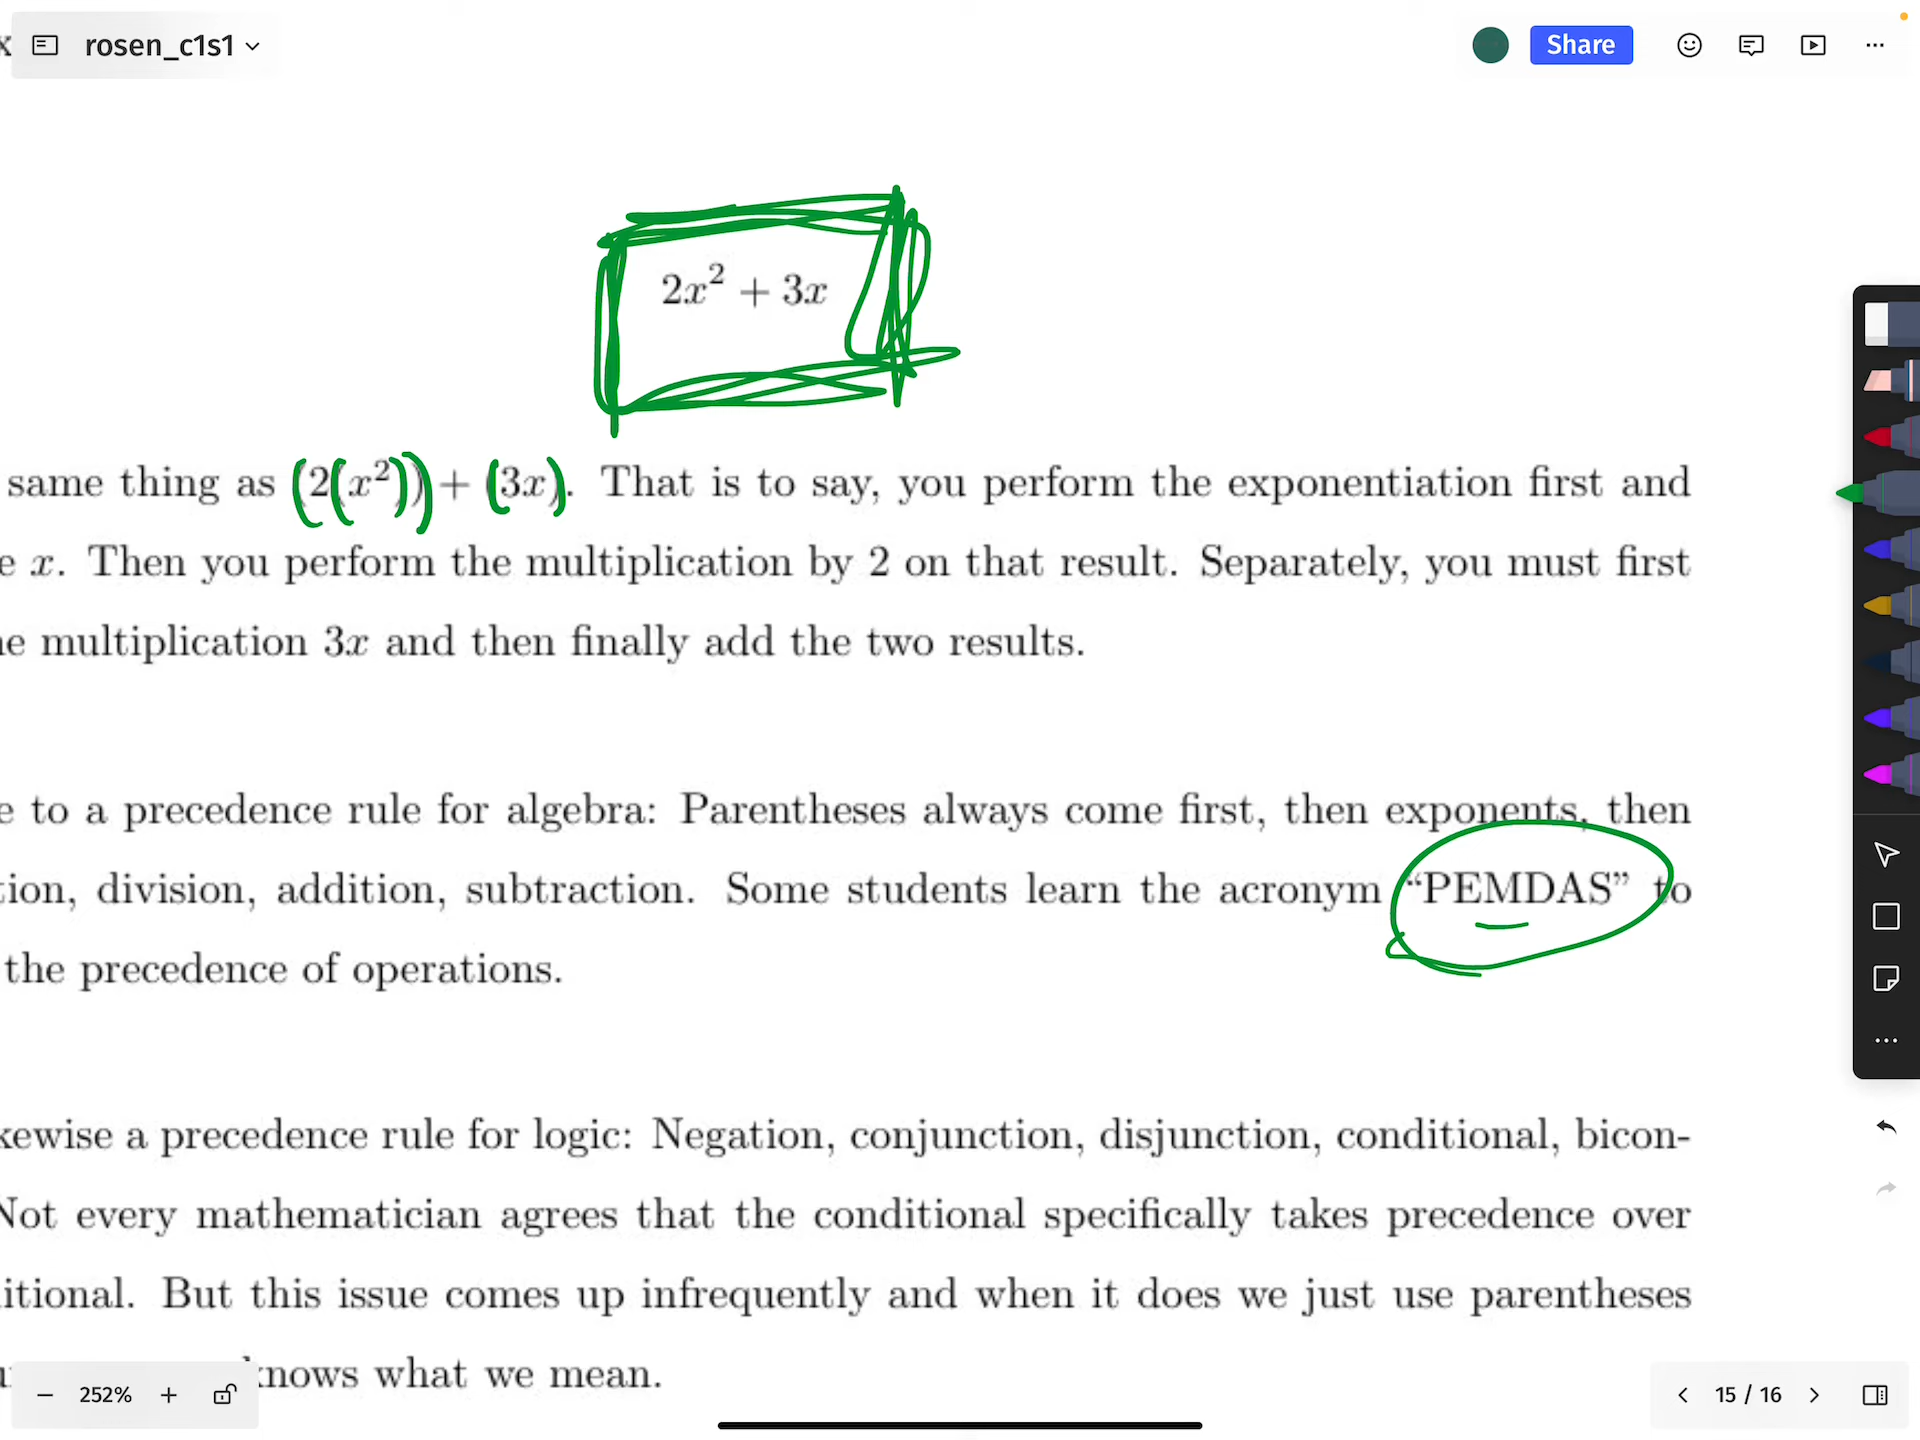 rosen_c1s1
Share
2x² + 3x
same thing as (2(x²)) + (3x). That is to say, you perform the exponentiation first and
e x. Then you perform the multiplication by 2 on that result. Separately, you must first
e multiplication 3x and then finally add the two results.
e to a precedence rule for algebra: Parentheses always come first, then exponents, then
tion, division, addition, subtraction. Some students learn the acronym “PEMDAS” to
the precedence of operations.
kewise a precedence rule for logic: Negation, conjunction, disjunction, conditional, bicon-
Not every mathematician agrees that the conditional specifically takes precedence over
itional. But this issue comes up infrequently and when it does we just use parentheses
knows what we mean.
252%
15 / 16